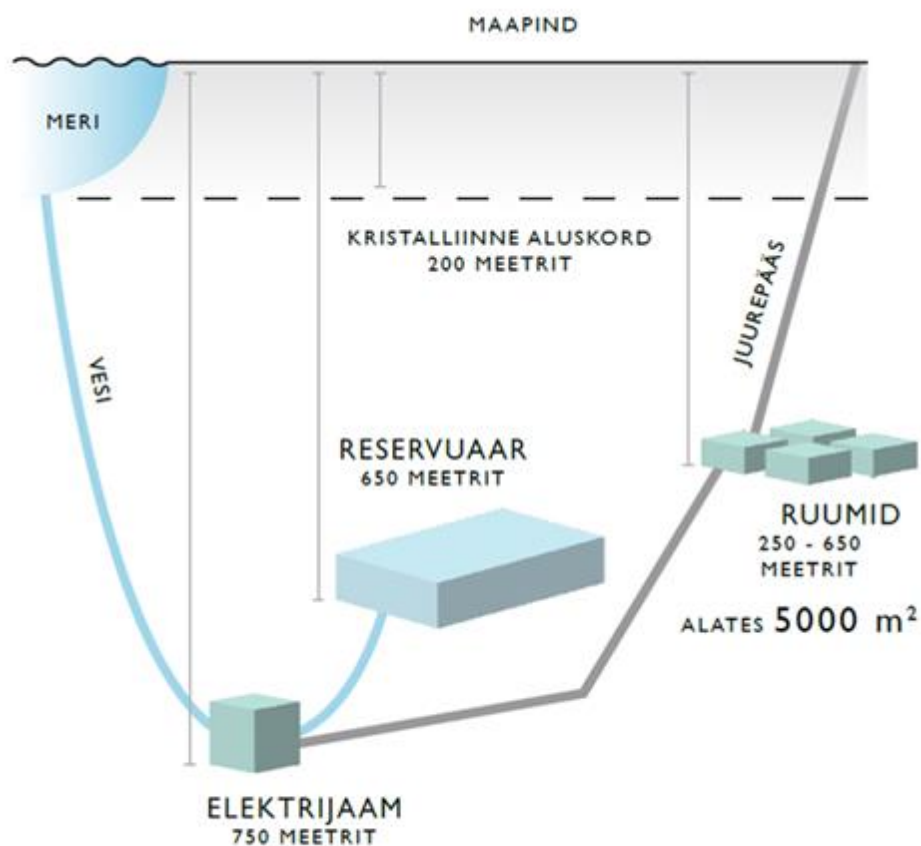 MAAPIND
MERI
KRISTALLIINNE ALUSKORD
200 MEETRIT
JUUREPÄÄS
VESI
RESERVUAAR
650 MEETRIT
RUUMID
250 - 650
MEETRIT
ALATES 5000 m²
ELEKTRIJAAM
750 MEETRIT